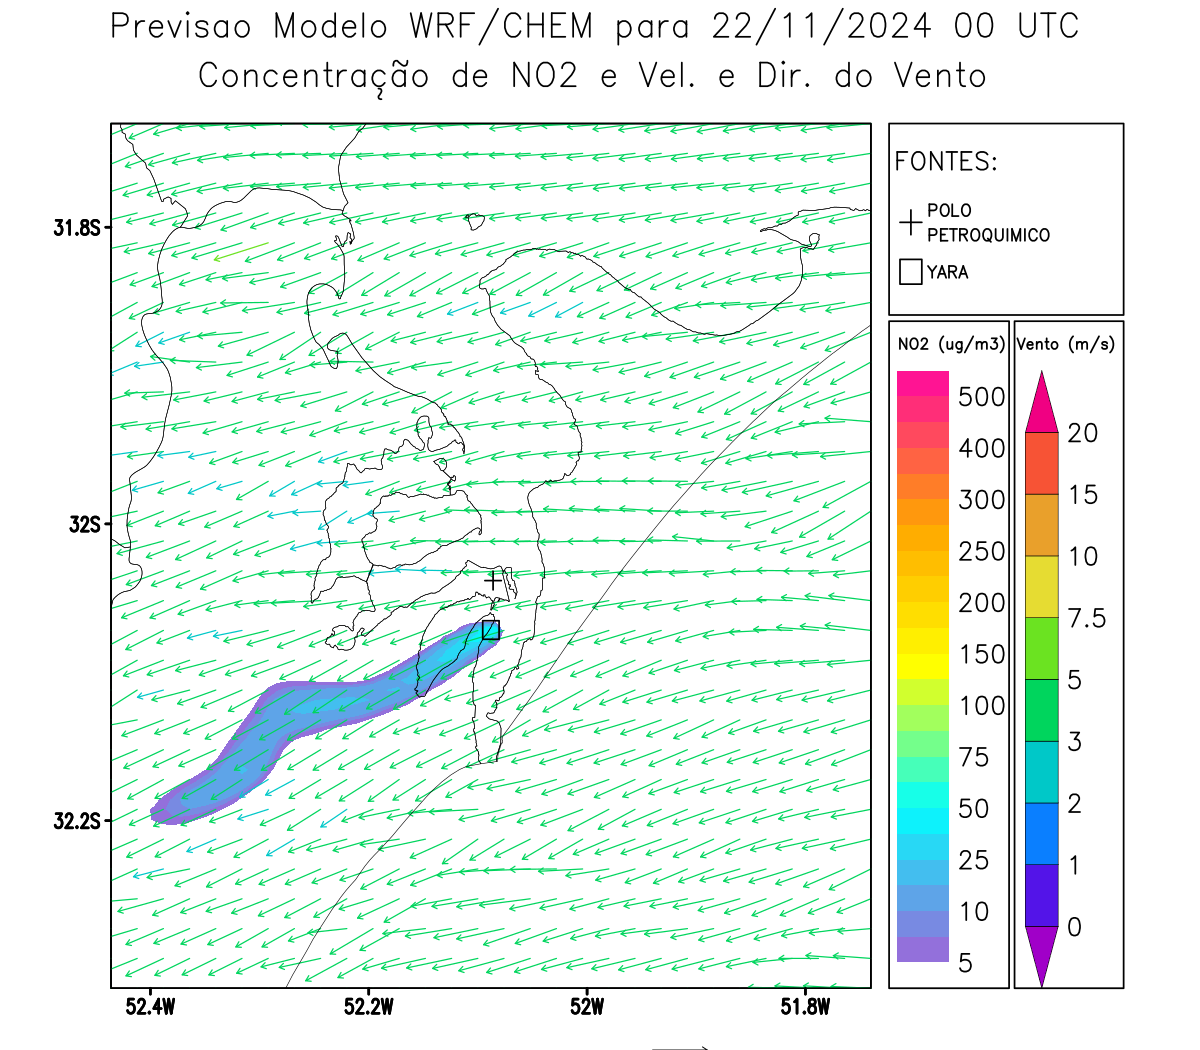 Previsao Modelo WRF/CHEM para 22/11/2024 00 UTC
Concentração de NO2 e Vel. e Dir. do Vento
FONTES:
POLO
PETROQUIMICO
YARA
NO2 (ug/m3)
500
400
300
250
200
150
100
75
50
25
10
5
Vento (m/s)
20
15
10
7.5
5
3
2
1
0
31.8S
32S
32.2S
52.4W 52.2W 52W 51.8W